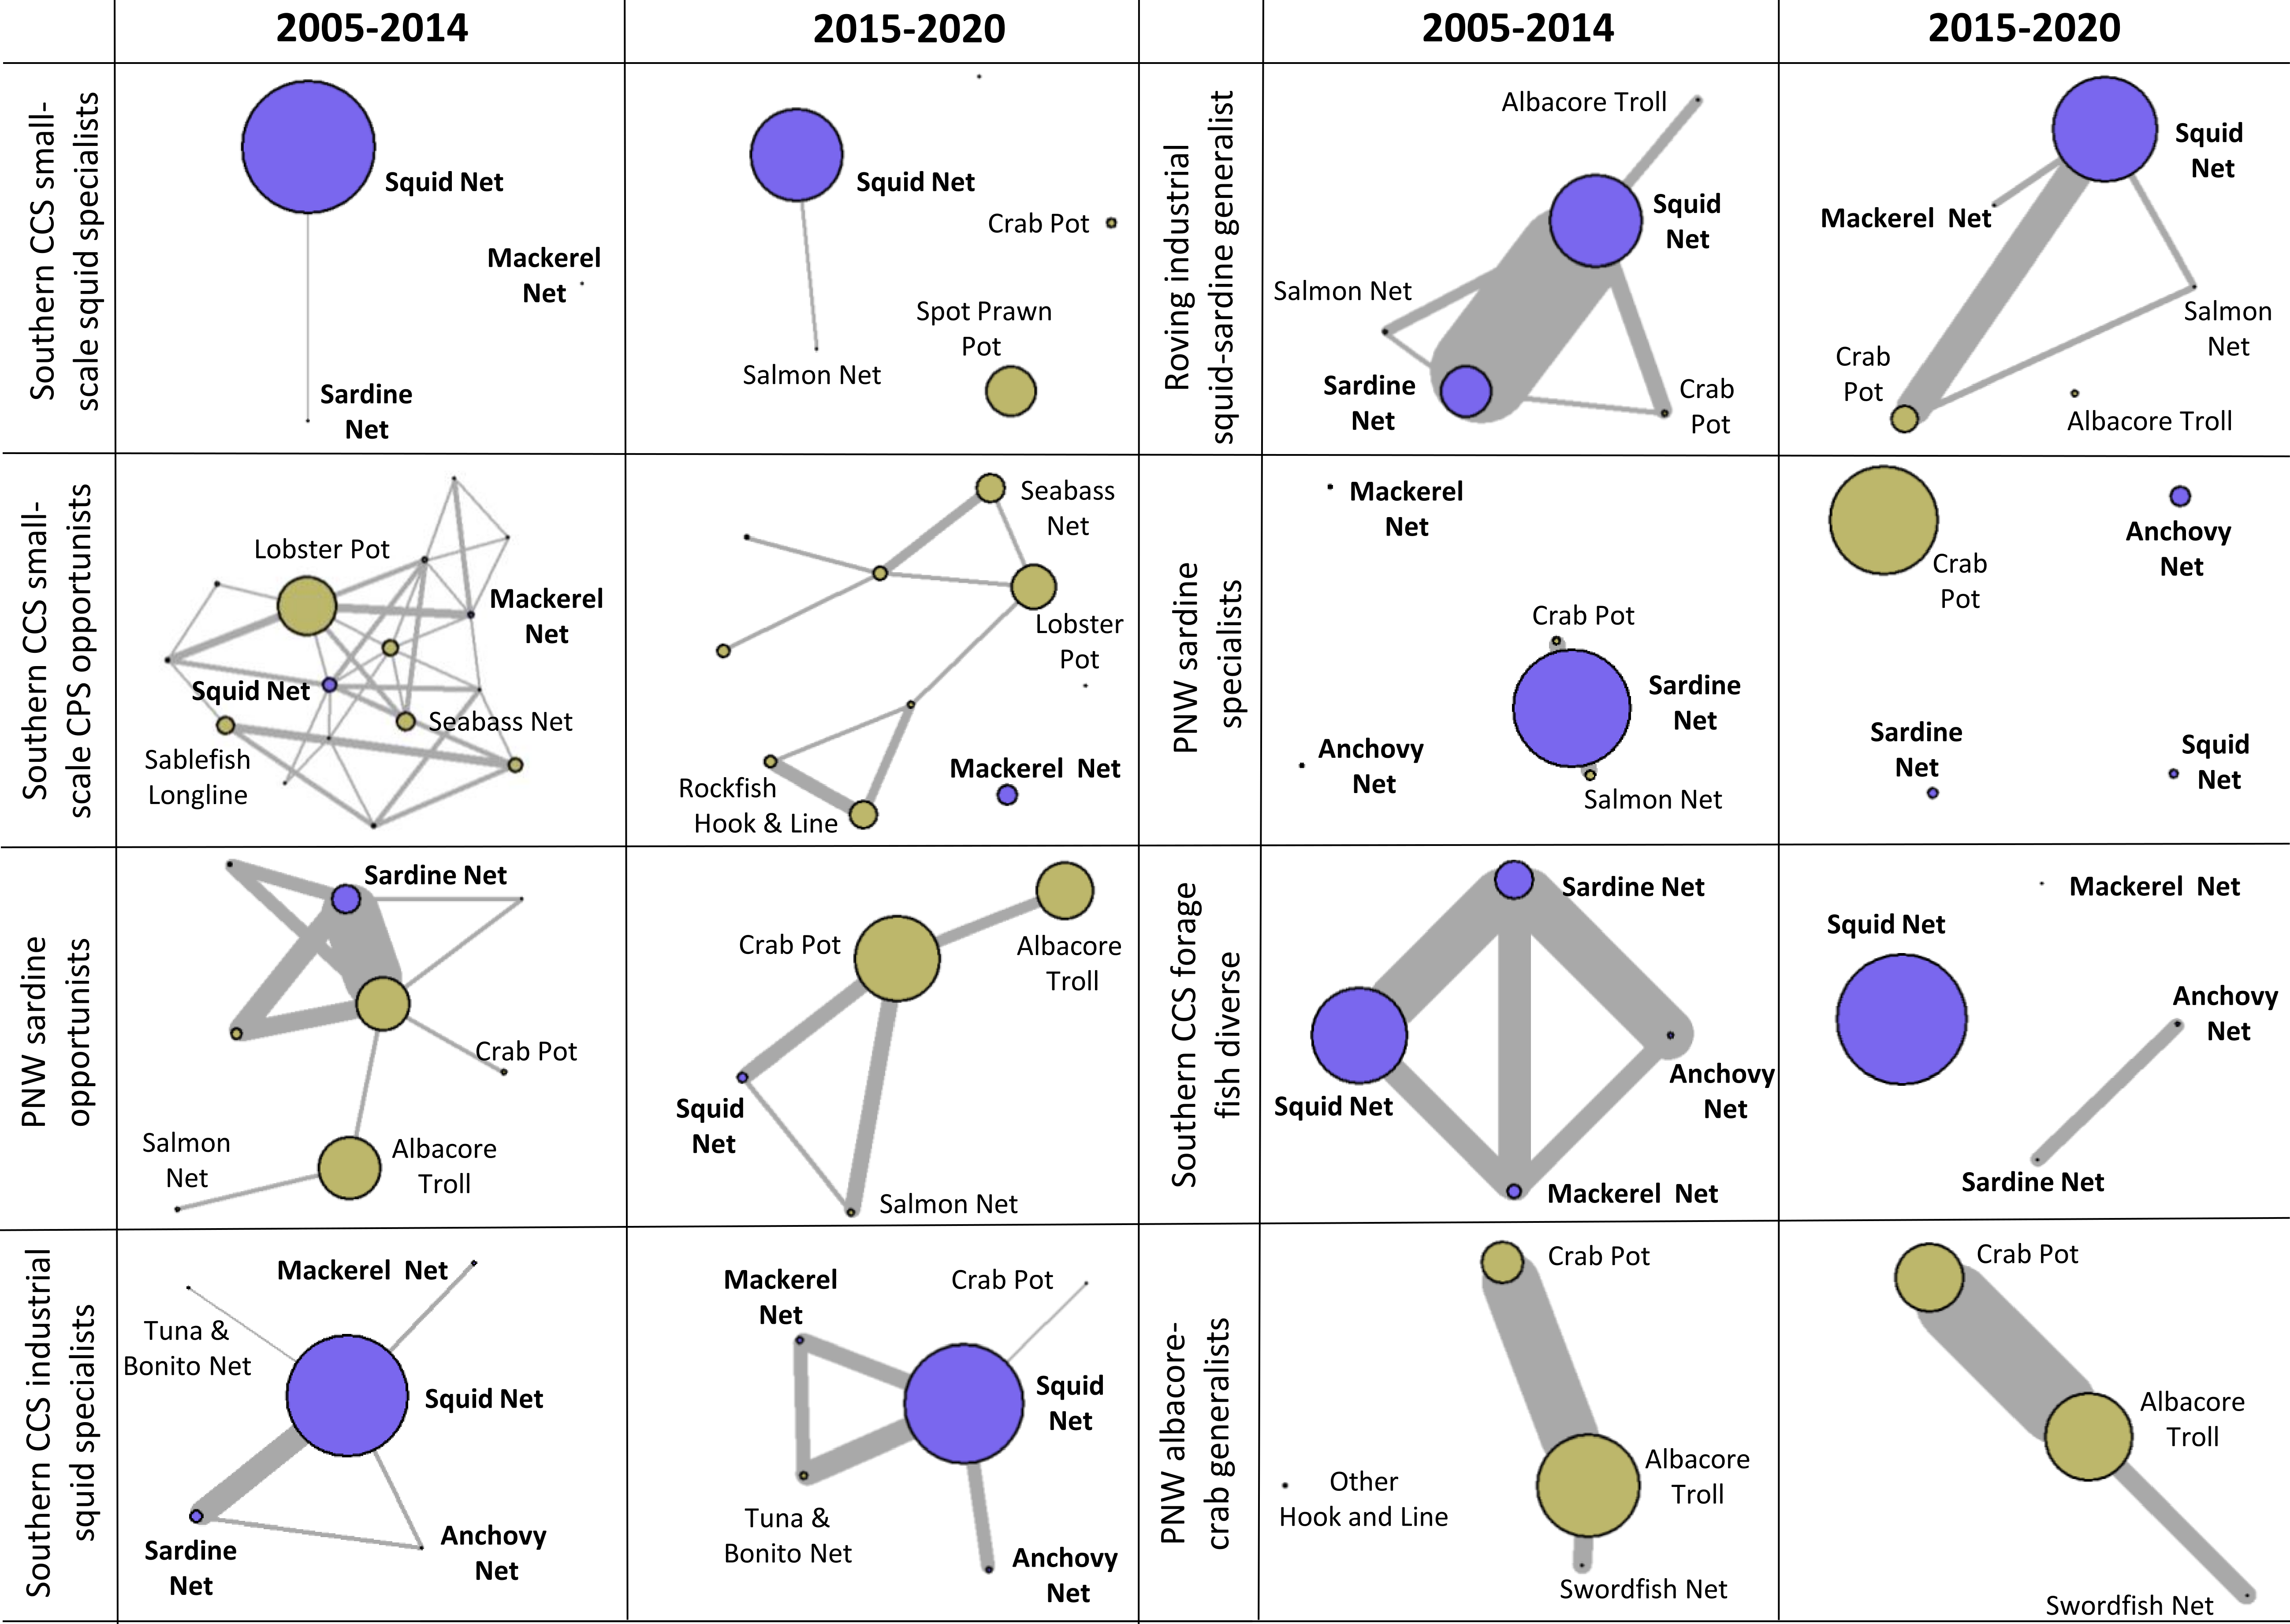 2005-2014
2015-2020
2005-2014
2015-2020
Southern CCS small-
scale squid specialists
Squid Net
Mackerel
Net
Sardine
Net
Squid Net
Crab Pot
Spot Prawn
Pot
Salmon Net
Roving industrial
squid-sardine generalist
Albacore Troll
Squid
Net
Salmon Net
Sardine
Net
Crab
Pot
Squid
Net
Mackerel Net
Salmon
Net
Crab
Pot
Albacore Troll
Southern CCS small-
scale CPS opportunists
Lobster Pot
Mackerel
Net
Squid Net
Seabass Net
Sablefish
Longline
Seabass
Net
Lobster
Pot
Rockfish
Hook & Line
Mackerel Net
PNW sardine
specialists
Mackerel
Net
Crab Pot
Sardine
Net
Anchovy
Net
Salmon Net
Crab
Pot
Anchovy
Net
Sardine
Net
Squid
Net
PNW sardine
opportunists
Sardine Net
Crab Pot
Salmon
Net
Albacore
Troll
Crab Pot
Albacore
Troll
Squid
Net
Salmon Net
Southern CCS forage
fish diverse
Sardine Net
Anchovy
Net
Squid Net
Mackerel Net
Mackerel Net
Squid Net
Anchovy
Net
Sardine Net
Southern CCS industrial
squid specialists
Mackerel Net
Tuna &
Bonito Net
Squid Net
Sardine
Net
Anchovy
Net
Mackerel
Net
Crab Pot
Squid
Net
Tuna &
Bonito Net
Anchovy
Net
PNW albacore-
crab generalists
Crab Pot
Albacore
Troll
Other
Hook and Line
Swordfish Net
Crab Pot
Albacore
Troll
Swordfish Net